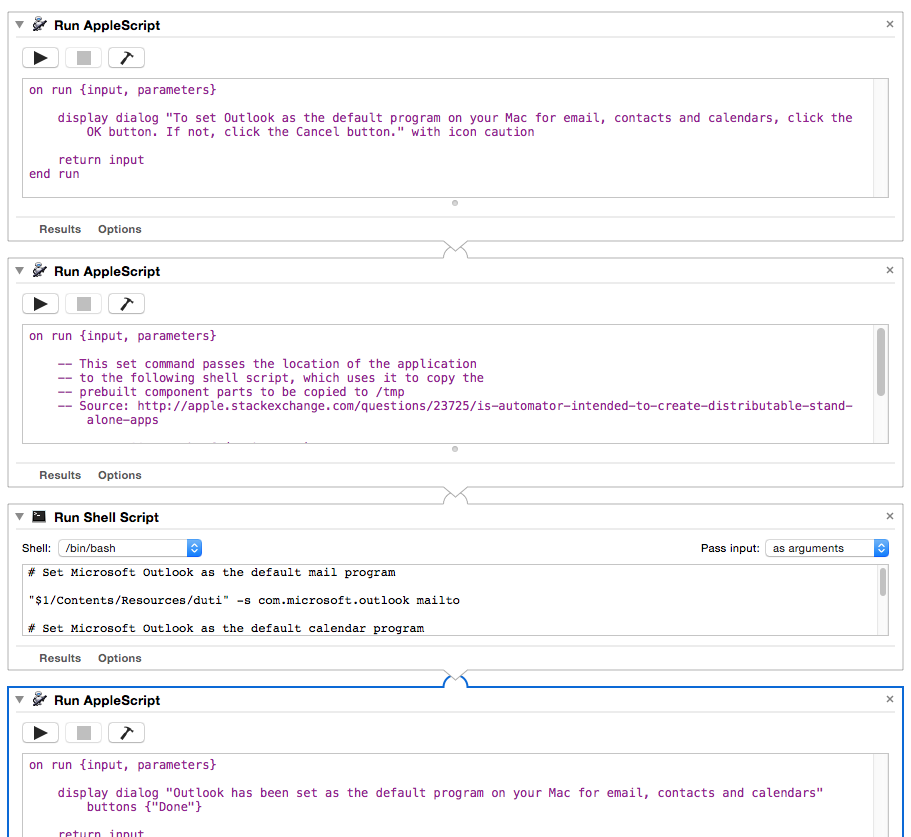 Run AppleScript
on run {input, parameters}
display dialog "To set Outlook as the default program on your Mac for email, contacts and calendars, click the
OK button. If not, click the Cancel button." with icon caution
return input
end run
Results Options
Run AppleScript
on run {input, parameters}
-- This set command passes the location of the application
-- to the following shell script, which uses it to copy the
-- prebuilt component parts to be copied to /tmp
-- Source: http://apple.stackexchange.com/questions/23725/is-automator-intended-to-create-distributable-stand-
alone-apps
Results Options
Run Shell Script
Shell: /bin/bash Pass input: as arguments
# Set Microsoft Outlook as the default mail program
"$1/Contents/Resources/duti" -s com.microsoft.outlook mailto
# Set Microsoft Outlook as the default calendar program
Results Options
Run AppleScript
on run {input, parameters}
display dialog "Outlook has been set as the default program on your Mac for email, contacts and calendars"
buttons {"Done"}
return input